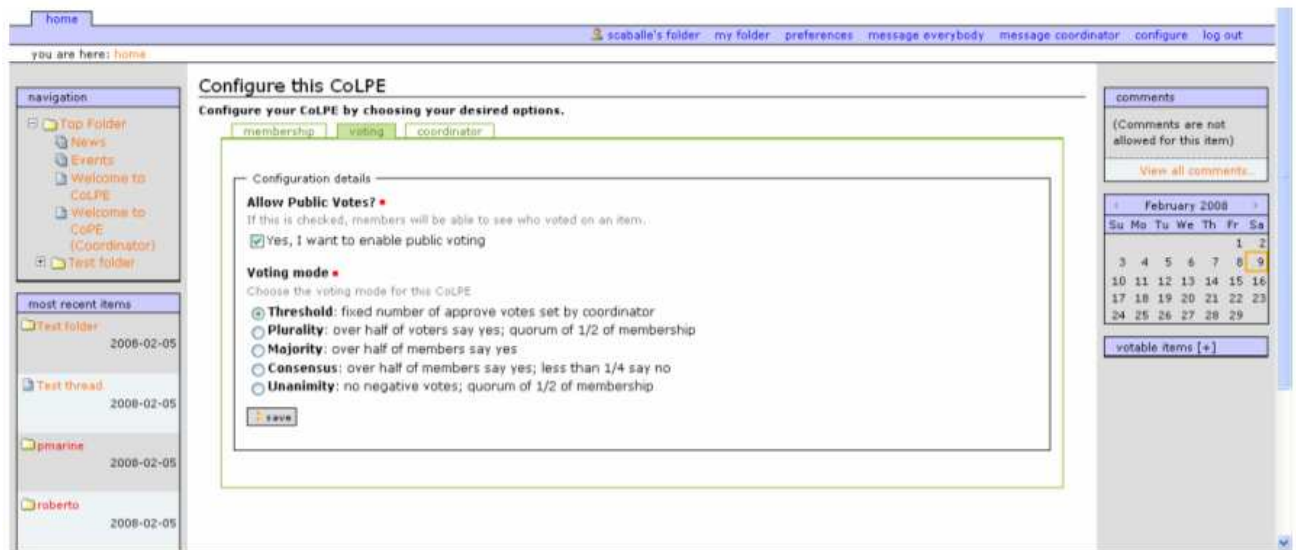 home
scaballe's folder my folder preferences message everybody message coordinator configure log out
you are here: home
navigation
Top Folder
News
Events
Welcome to
CoLPE
Welcome to
CoPE
(Coordinator)
Test folder
most recent items
Test folder
2008-02-05
Test thread
2008-02-05
pmarine
2008-02-05
roberto
2008-02-05
Configure this CoLPE
Configure your CoLPE by choosing your desired options.
membership voting coordinator
Configuration details
Allow Public Votes?
If this is checked, members will be able to see who voted on an item.
Yes, I want to enable public voting
Voting mode
Choose the voting mode for this CoLPE
Threshold: fixed number of approve votes set by coordinator
Plurality: over half of voters say yes; quorum of 1/2 of membership
Majority: over half of members say yes
Consensus: over half of members say yes; less than 1/4 say no
Unanimity: no negative votes; quorum of 1/2 of membership
save
comments
(Comments are not
allowed for this item)
View all comments...
February 2008
Su Mo Tu We Th Fr Sa
1 2
3 4 5 6 7 8 9
10 11 12 13 14 15 16
17 18 19 20 21 22 23
24 25 26 27 28 29
votable items [+]